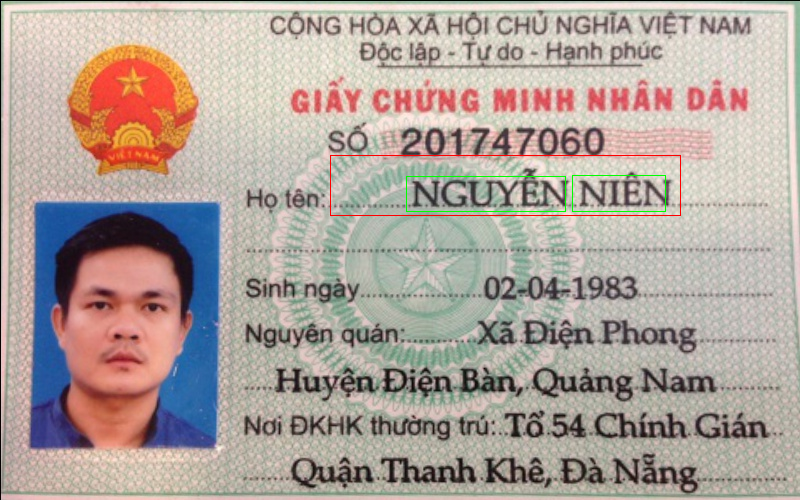 CỘNG HÒA XÃ HỘI CHỦ NGHĨA VIỆT NAM
Độc lập - Tự do - Hạnh phúc
GIẤY CHỨNG MINH NHÂN DÂN
SỐ 201747060
Họ tên: NGUYỄN NIÊN
Sinh ngày 02-04-1983
Nguyên quán: Xã Điện Phong
Huyện Điện Bàn, Quảng Nam
Nơi ĐKHK thường trú: Tổ 54 Chính Gián
Quận Thanh Khê, Đà Nẵng
VIỆT NAM